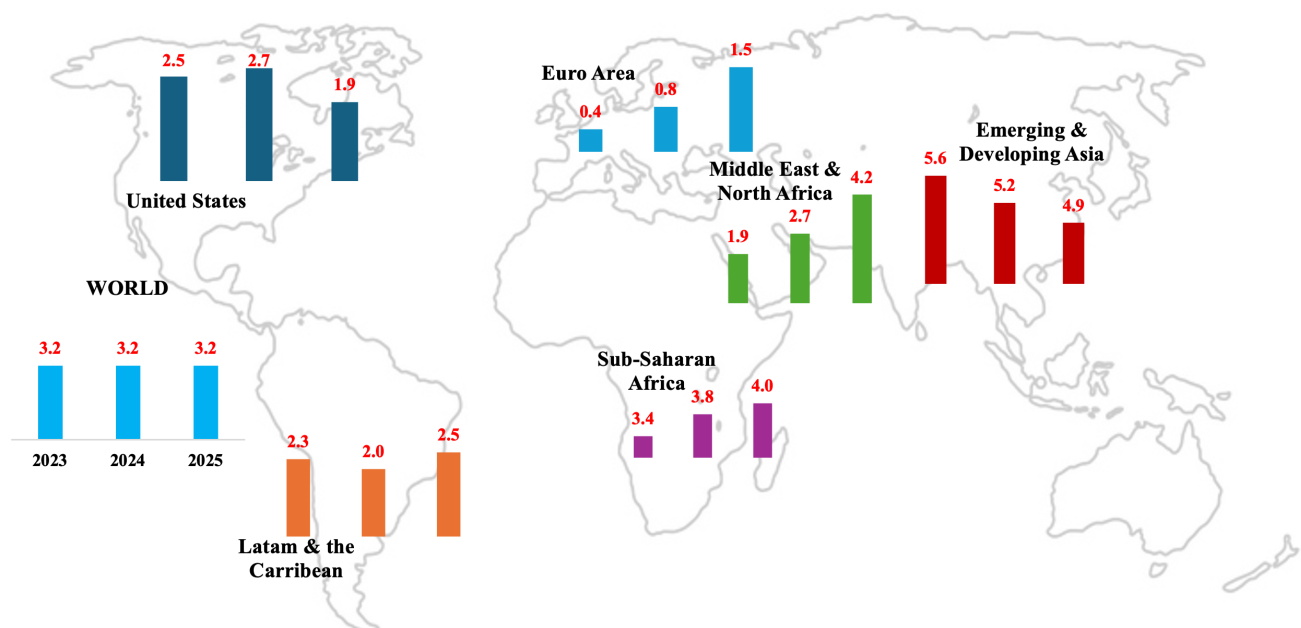 2.5 2.7 1.9
United States
Euro Area
0.4 0.8 1.5
Middle East &
North Africa
1.9 2.7 4.2
Emerging &
Developing Asia
5.6 5.2 4.9
WORLD
3.2 3.2 3.2
2023 2024 2025
Sub-Saharan
Africa
3.4 3.8 4.0
2.3 2.0 2.5
Latam & the
Carribean